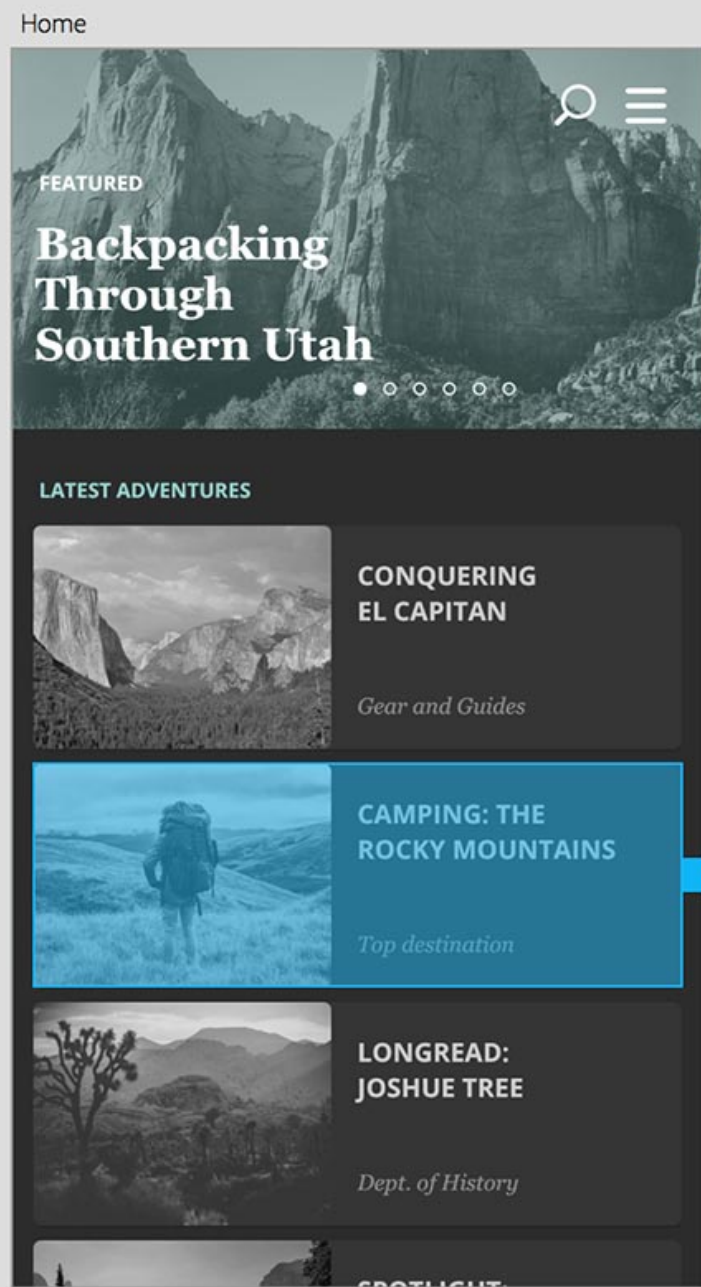 Home
FEATURED
Backpacking
Through
Southern Utah
LATEST ADVENTURES
CONQUERING
EL CAPITAN
Gear and Guides
CAMPING: THE
ROCKY MOUNTAINS
Top destination
LONGREAD:
JOSHUE TREE
Dept. of History
SPOTLIGHT: